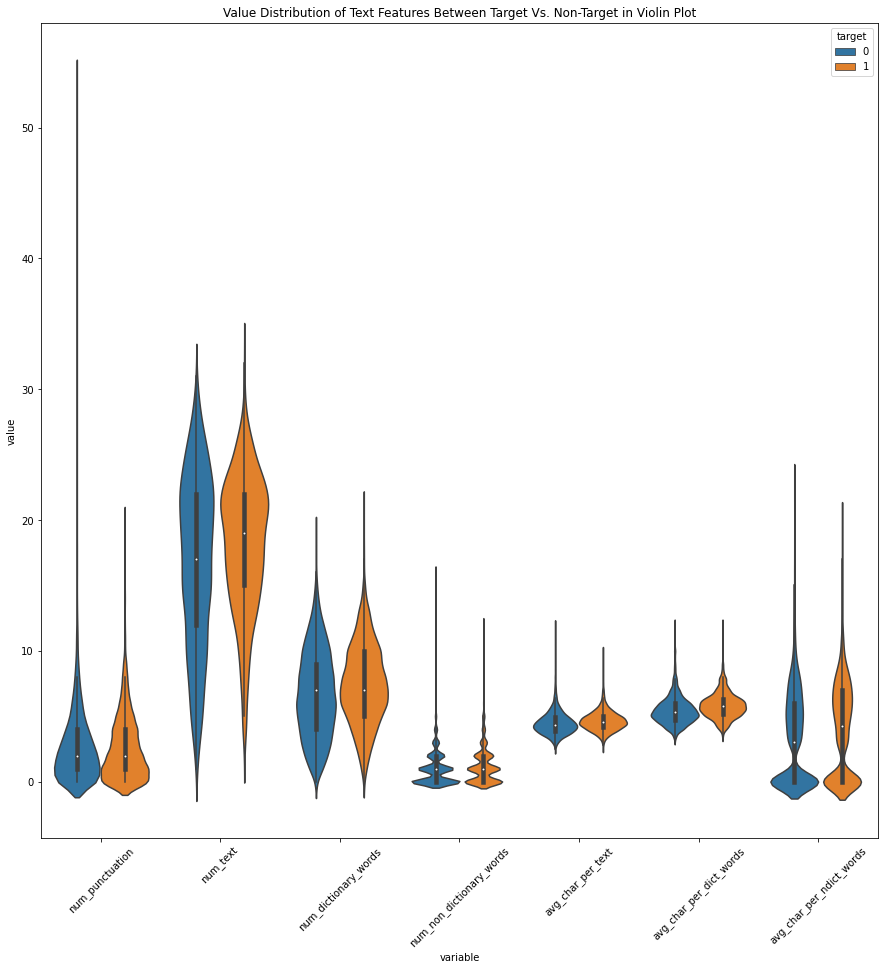 Value Distribution of Text Features Between Target Vs. Non-Target in Violin Plot
target
0
1
50
40
30
20
10
0
value
num_punctuation
num_text
num_dictionary_words
num_non_dictionary_words
avg_char_per_text
avg_char_per_dict_words
avg_char_per_ndict_words
variable